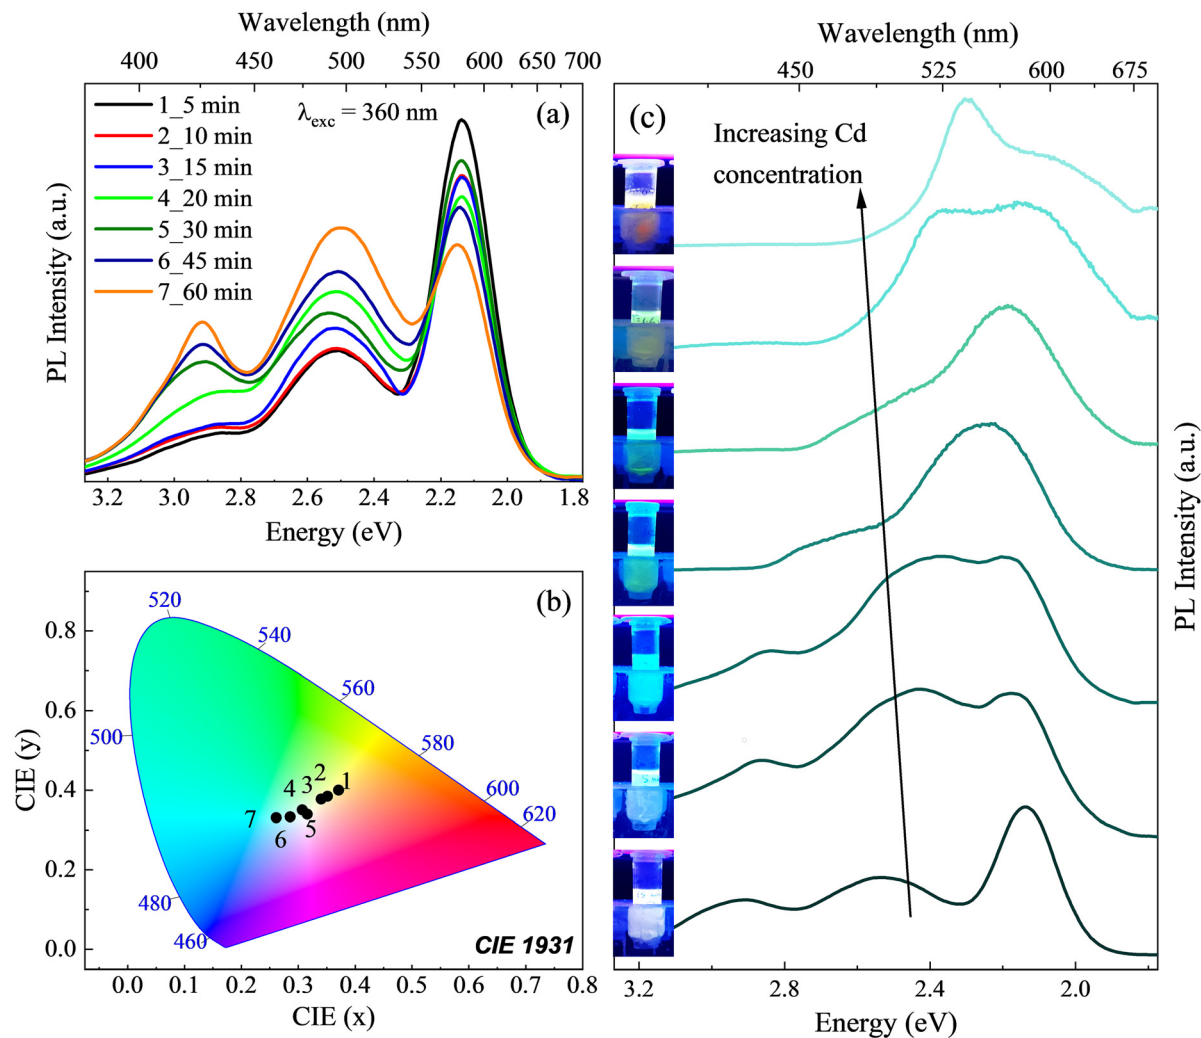 Wavelength (nm)
400 450 500 550 600 650 700
1_5 min
2_10 min
3_15 min
4_20 min
5_30 min
6_45 min
7_60 min
λexc = 360 nm
(a)
PL Intensity (a.u.)
3.2 3.0 2.8 2.6 2.4 2.2 2.0 1.8
Energy (eV)
(b)
520
540
560
500
580
600
620
480
460
1
2
3
4
5
6
7
CIE 1931
CIE (y)
0.8
0.6
0.4
0.2
0.0
0.0 0.1 0.2 0.3 0.4 0.5 0.6 0.7 0.8
CIE (x)
Wavelength (nm)
450 525 600 675
(c)
Increasing Cd
concentration
PL Intensity (a.u.)
3.2 2.8 2.4 2.0
Energy (eV)